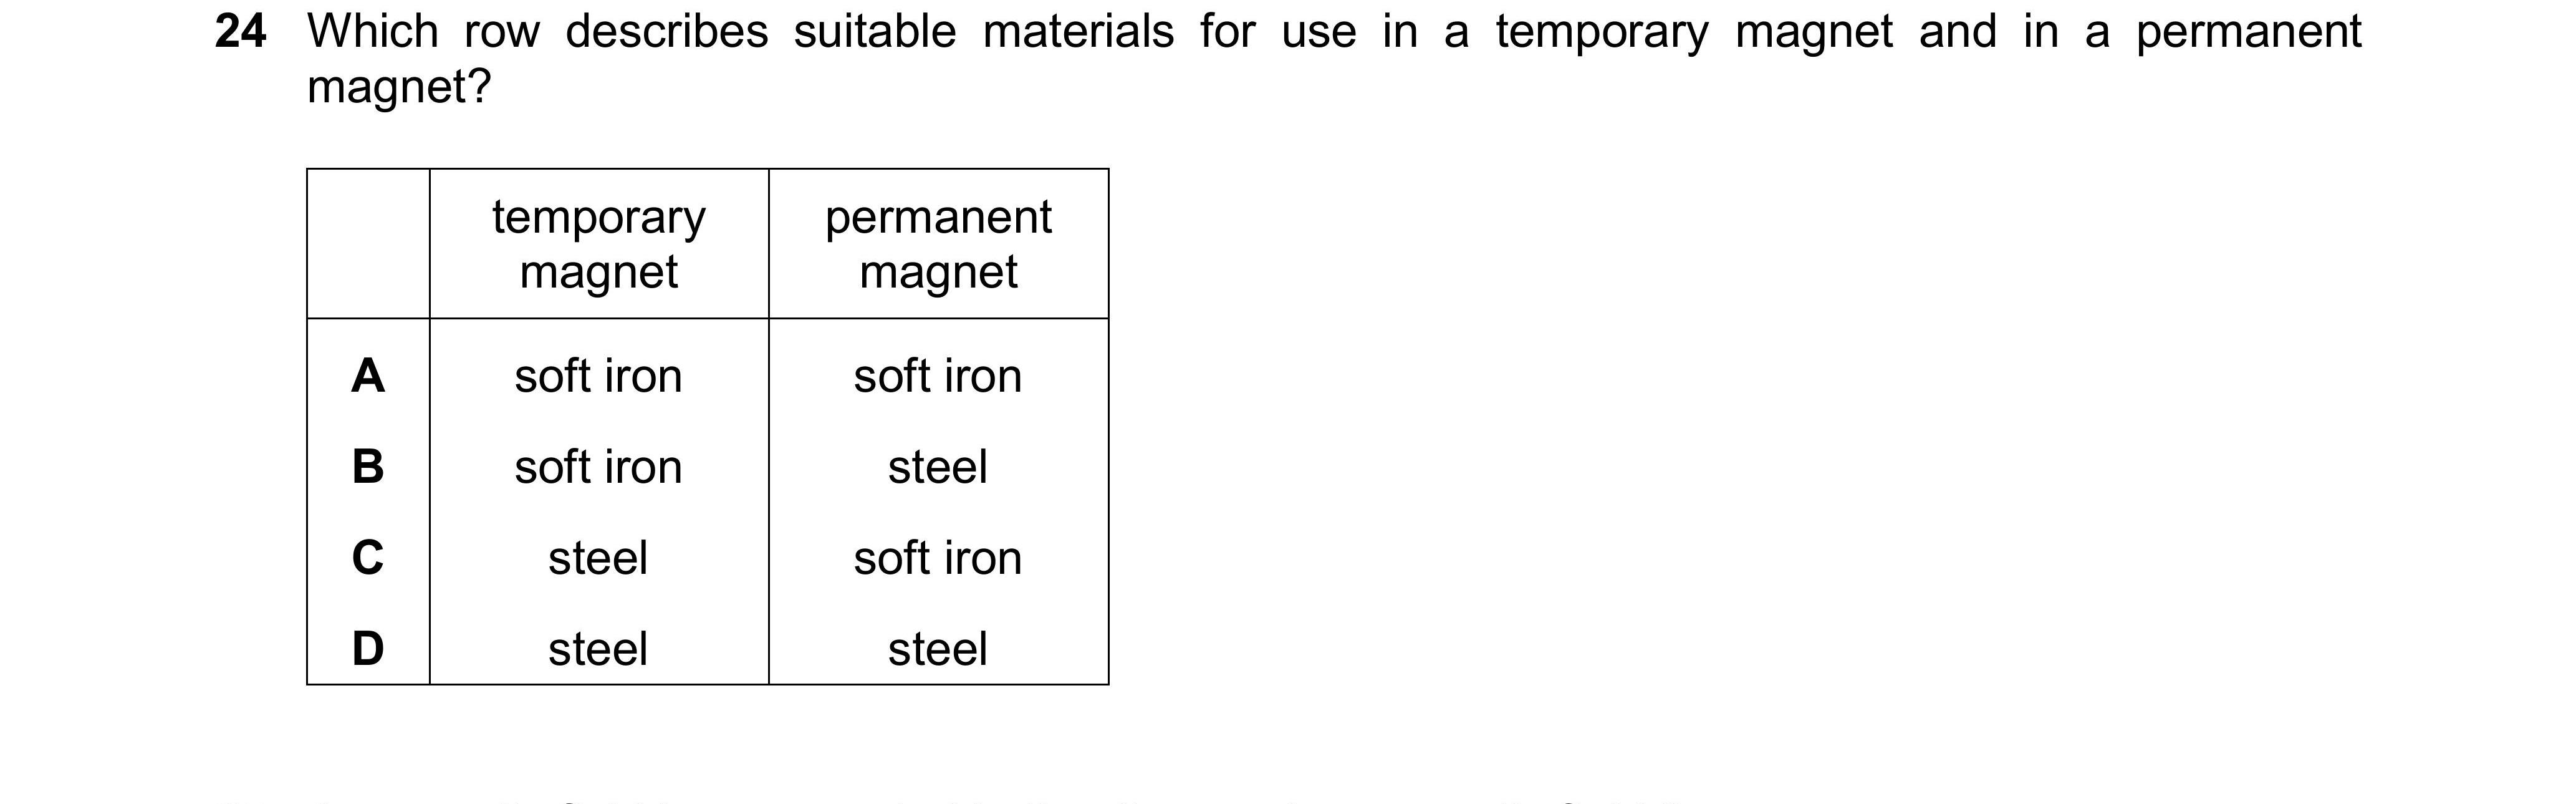 24 Which row describes suitable materials for use in a temporary magnet and in a permanent
magnet?
temporary magnet permanent magnet
A soft iron soft iron
B soft iron steel
C steel soft iron
D steel steel